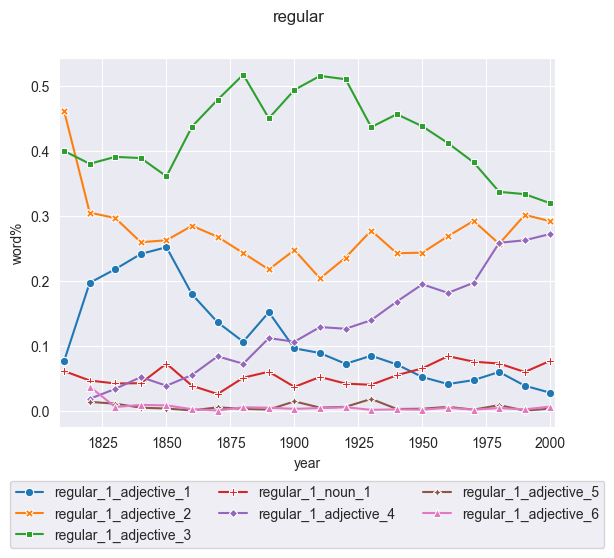 regular
0.5
0.4
0.3
0.2
0.1
0.0
word%
1825 1850 1875 1900 1925 1950 1975 2000
year
regular_1_adjective_1 regular_1_noun_1 regular_1_adjective_5
regular_1_adjective_2 regular_1_adjective_4 regular_1_adjective_6
regular_1_adjective_3